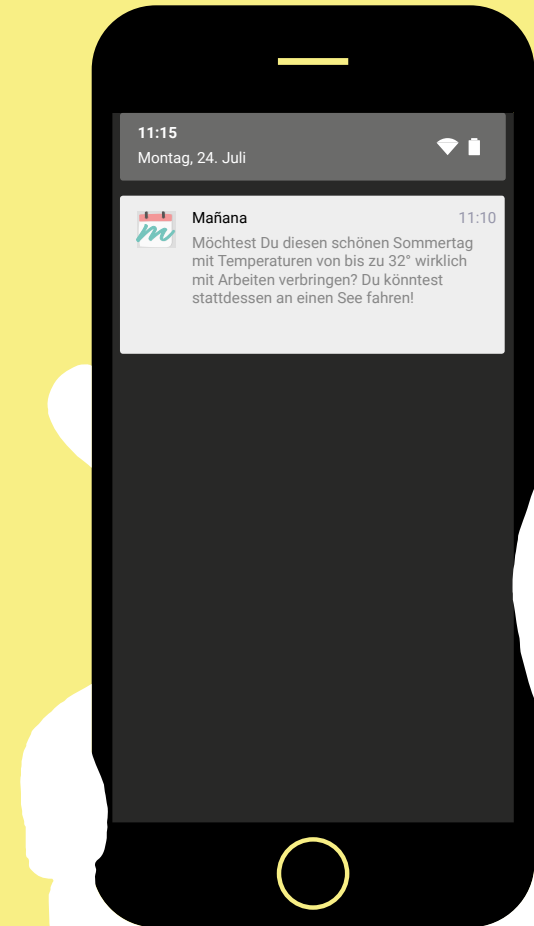 11:15
Montag, 24. Juli
m
Mañana 11:10
Möchtest Du diesen schönen Sommertag
mit Temperaturen von bis zu 32° wirklich
mit Arbeiten verbringen? Du könntest
stattdessen an einen See fahren!